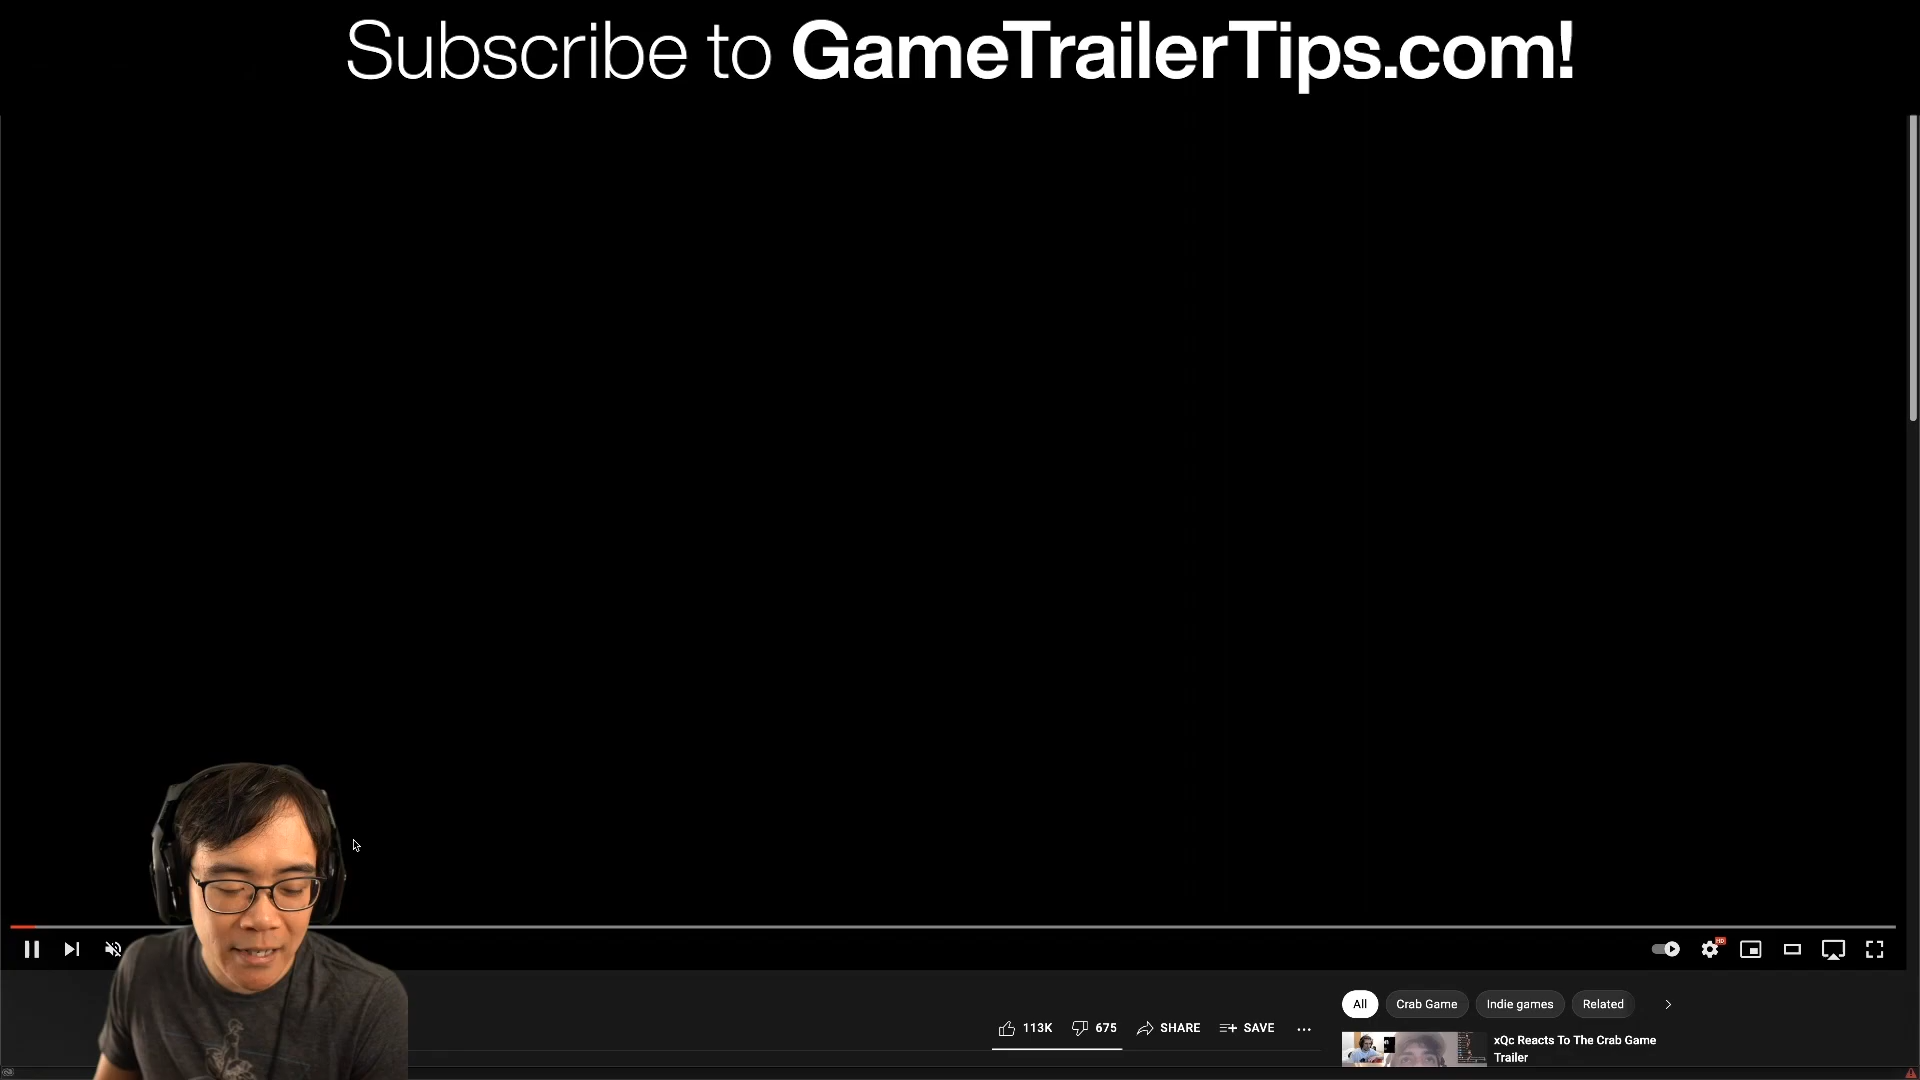 Subscribe to GameTrailerTips.com!
HD
All
Crab Game
Indie games
Related
113K
675
SHARE
SAVE
xQc Reacts To The Crab Game
Trailer